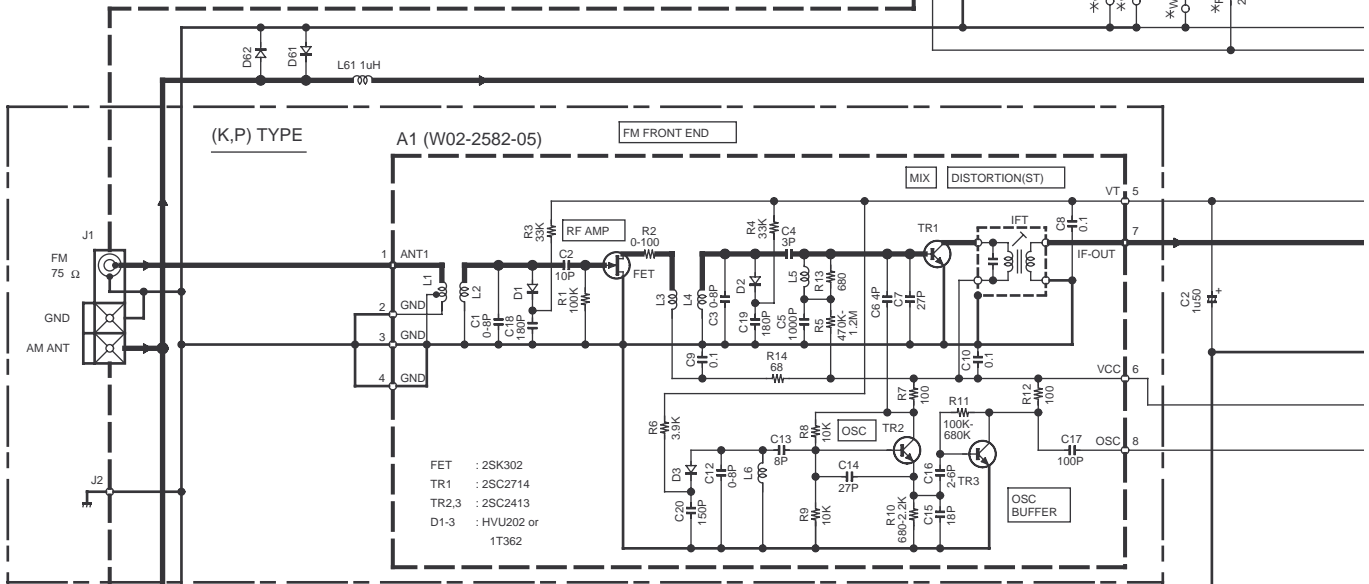 D62
D61
L61 1uH
(K,P) TYPE
A1 (W02-2582-05)
FM FRONT END
MIX
DISTORTION(ST)
VT 5
J1
FM
75 Ω
GND
AM ANT
J2
1 ANT1
2 GND
3 GND
4 GND
L1
L2
R3
33K
RF AMP
C2
10P
R2
0-100
FET
D1
R1
100K
C1
0-8P
C18
180P
L3
L4
C3 0-8P
D2
C19
180P
R4
33K
C4
3P
L5
R13
680
C5
1000P
R5
470K-
1.2M
C6 4P
C7
27P
TR1
IFT
C8
0.1
7
IF-OUT
C2
1u50
+
C9
0.1
R14
68
C10
0.1
VCC 6
R7
100
R12
100
R6
3.9K
R8
10K
OSC
TR2
R11
100K-
680K
C17
100P
OSC 8
D3
C12
0-8P
L6
C13
8P
C14
27P
C16
2-6P
TR3
C20
150P
R9
10K
R10
680-2.2K
C15
18P
OSC
BUFFER
FET : 2SK302
TR1 : 2SC2714
TR2,3 : 2SC2413
D1-3 : HVU202 or
1T362